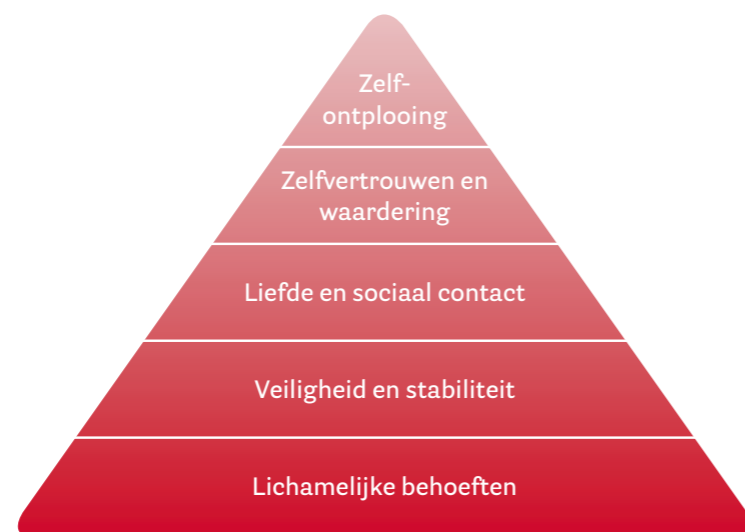 Zelf-
ontplooing
Zelfvertrouwen en
waardering
Liefde en sociaal contact
Veiligheid en stabiliteit
Lichamelijke behoeften